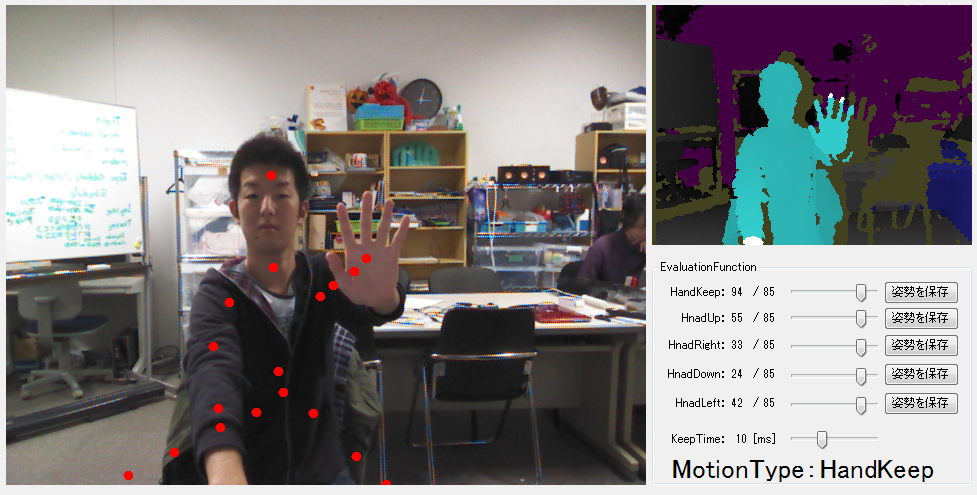 EvaluationFunction
HandKeep: 94 / 85 姿勢を保存
HnadUp: 55 / 85 姿勢を保存
HnadRight: 33 / 85 姿勢を保存
HnadDown: 24 / 85 姿勢を保存
HnadLeft: 42 / 85 姿勢を保存
KeepTime: 10 [ms]
MotionType:HandKeep